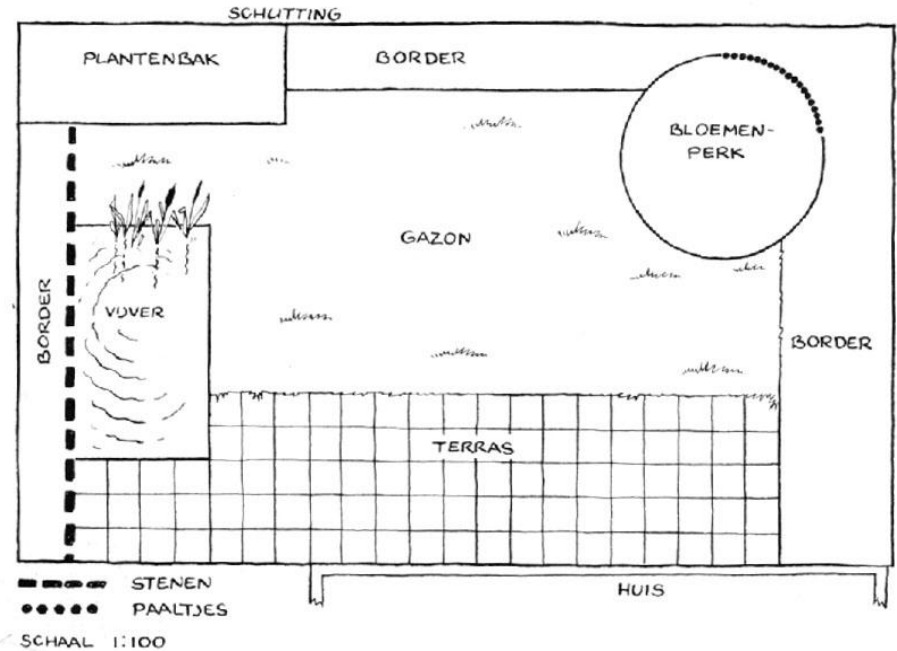 SCHUTTING
PLANTENBAK
BORDER
BLOEMEN-
PERK
GAZON
BORDER
VIJVER
BORDER
TERRAS
STENEN
HUIS
PAALTJES
SCHAAL 1:100